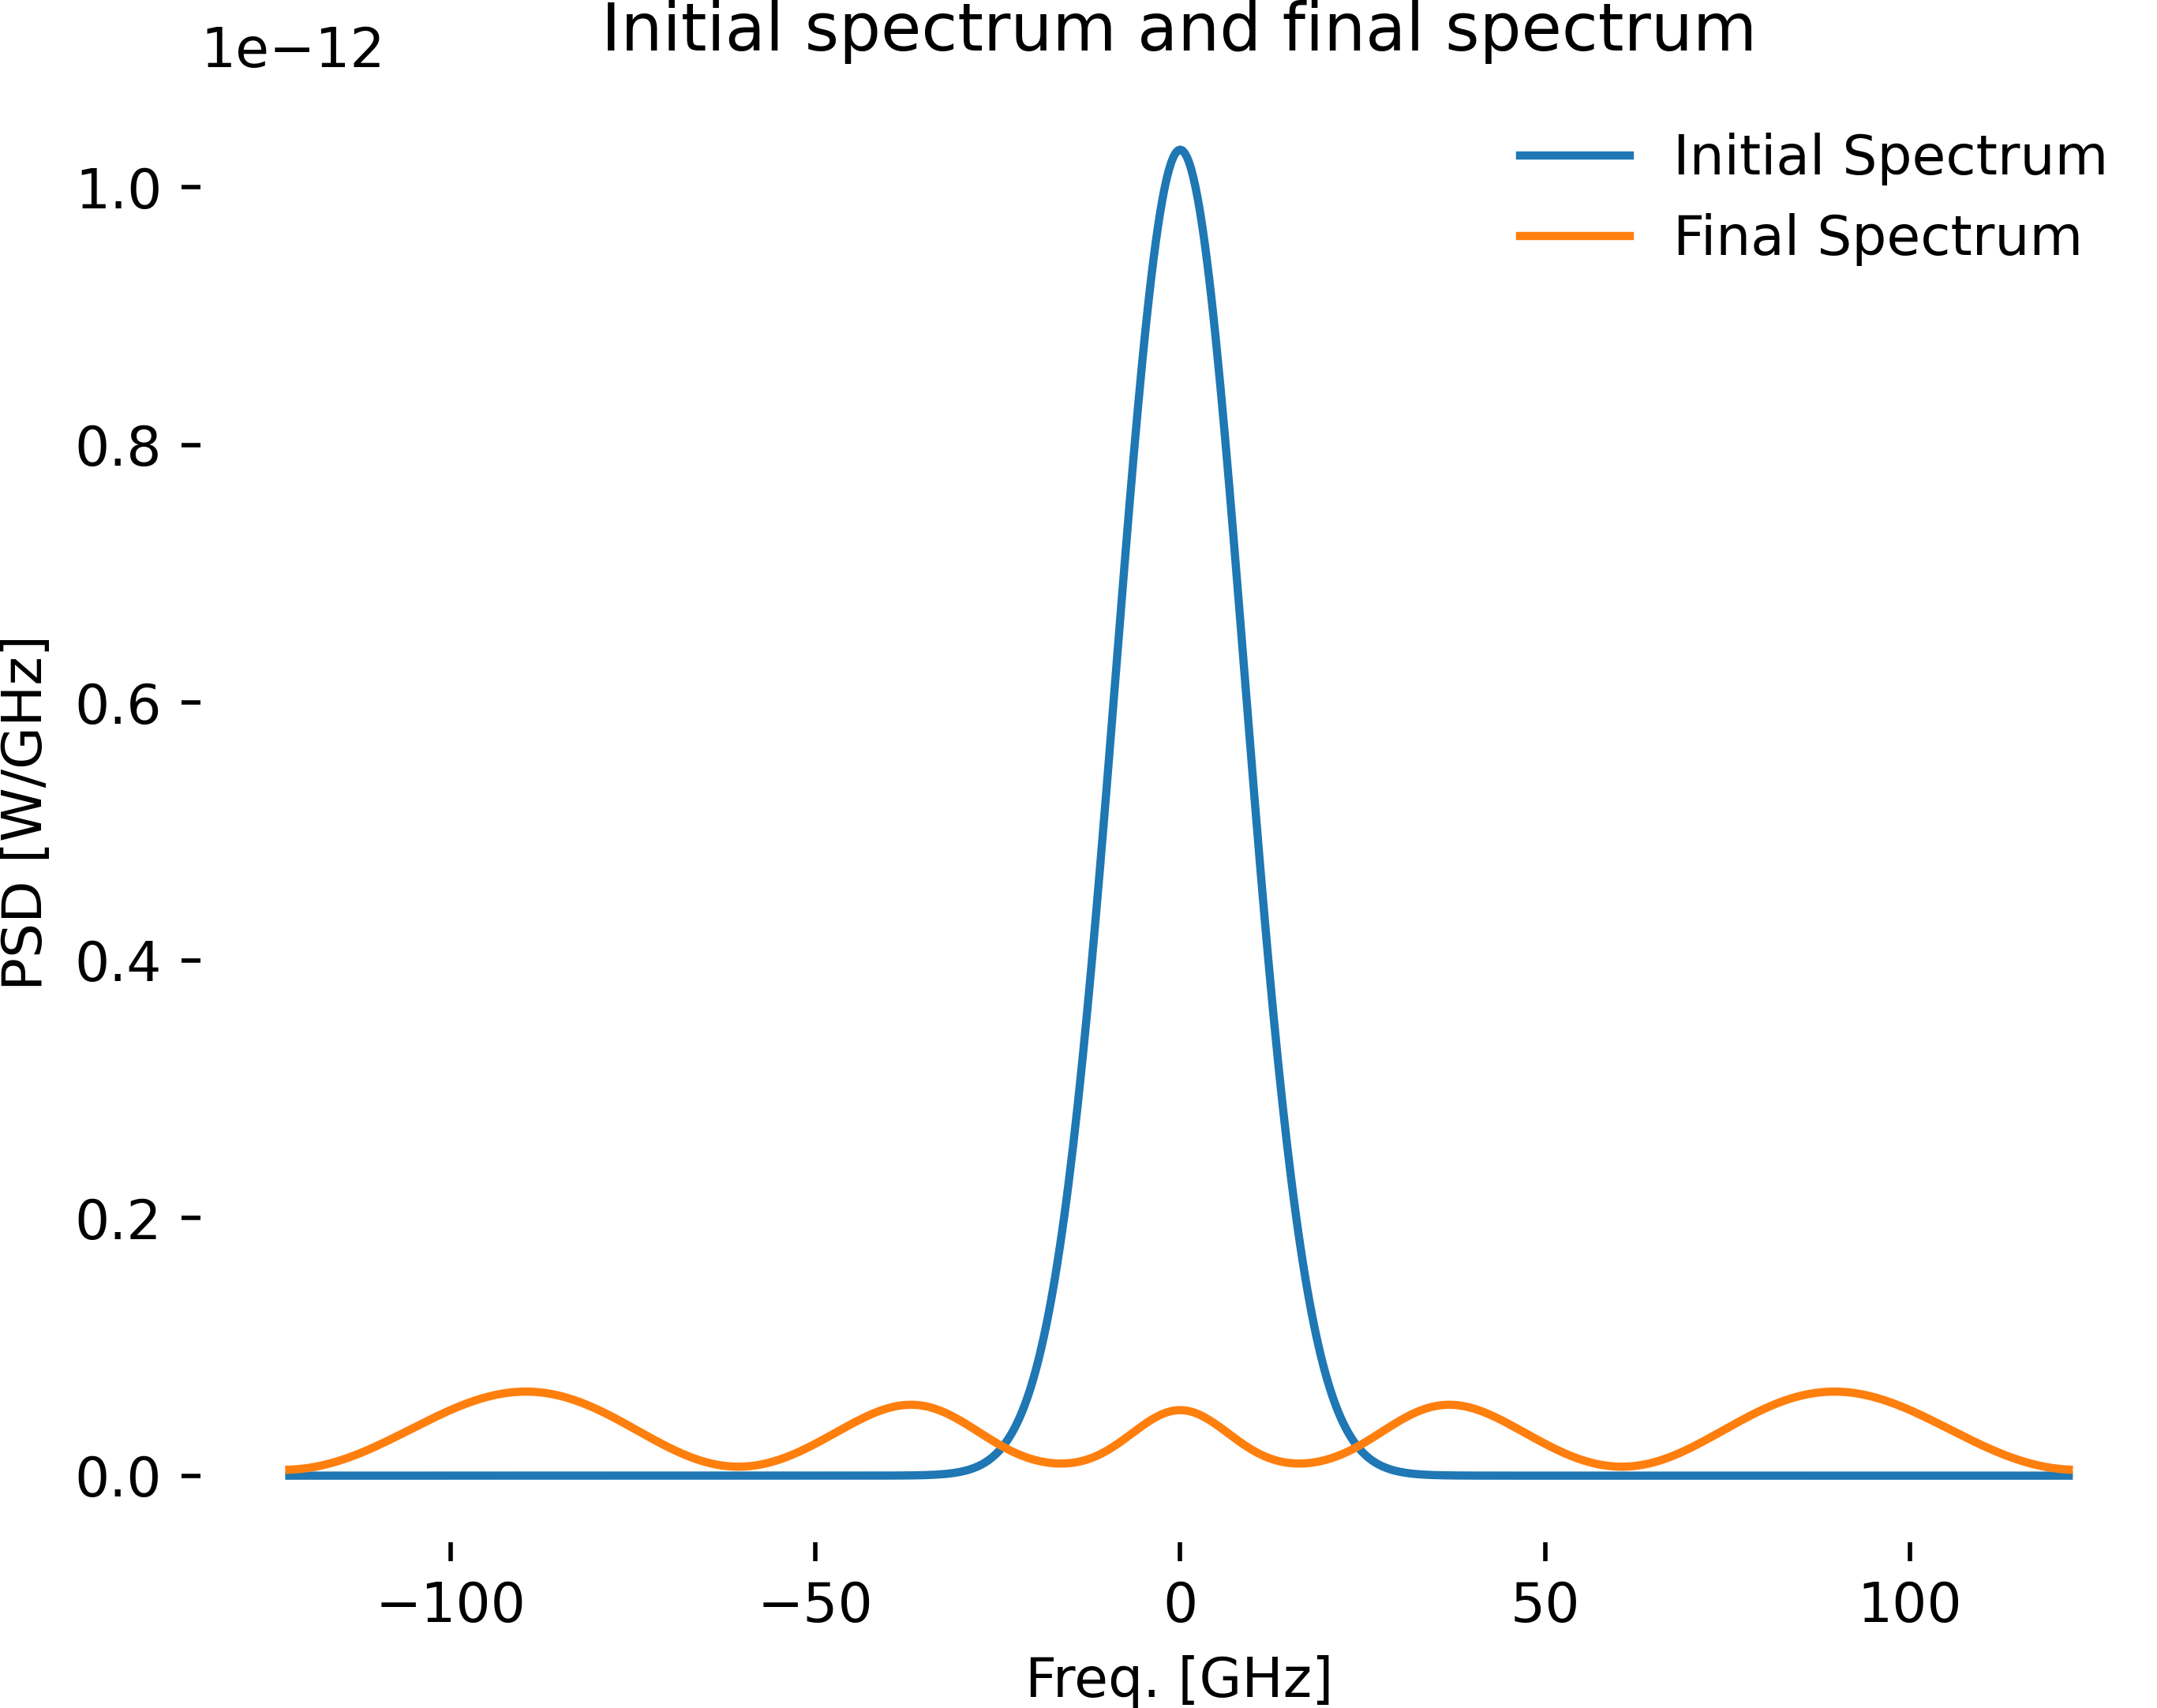 Initial spectrum and final spectrum
1e−12
Initial Spectrum
Final Spectrum
1.0
0.8
0.6
0.4
0.2
0.0
PSD [W/GHz]
−100
−50
0
50
100
Freq. [GHz]